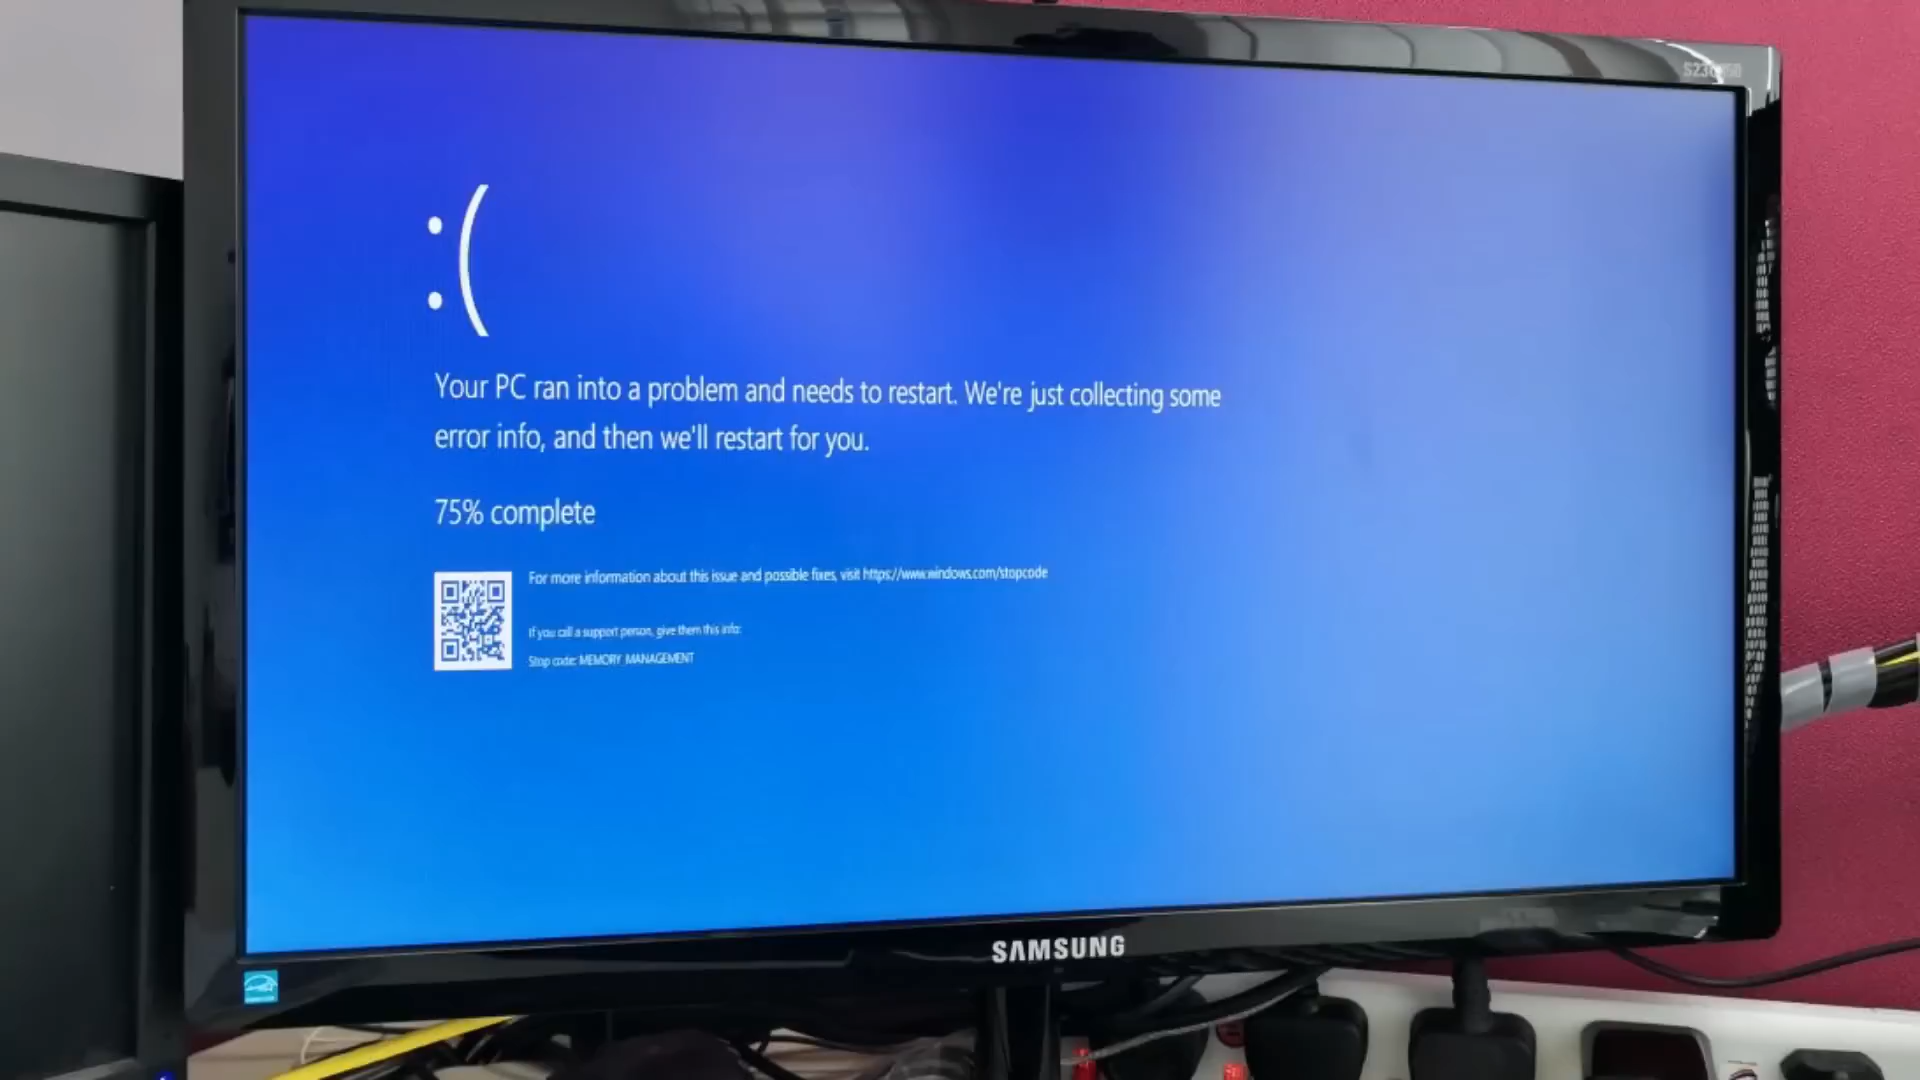 :(
Your PC ran into a problem and needs to restart. We're just collecting some
error info, and then we'll restart for you.
75% complete
For more information about this issue and possible fixes, visit https://www.windows.com/stopcode
If you call a support person, give them this info:
Stop code: MEMORY_MANAGEMENT
SAMSUNG